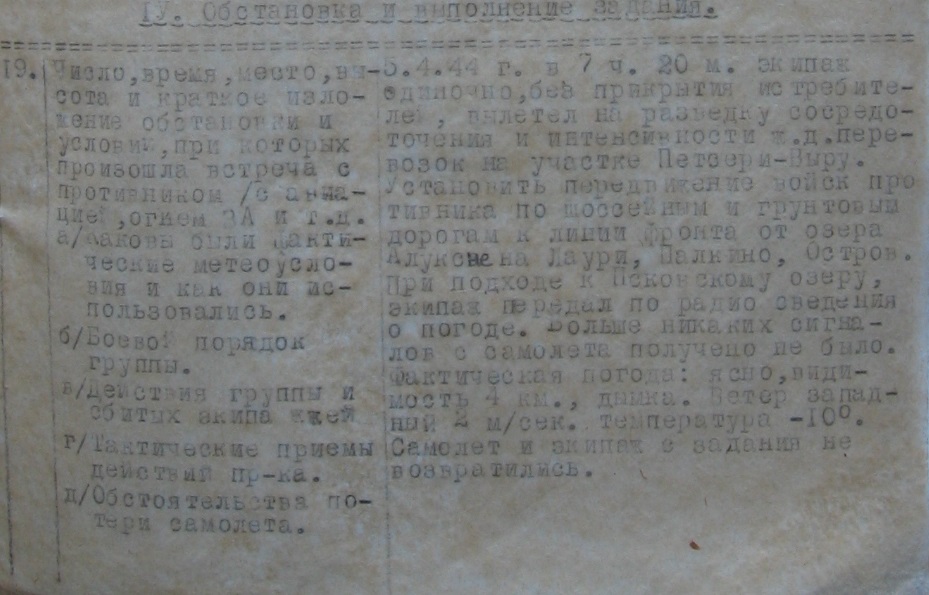 IУ. Обстановка и выполнение задания.
19.
Число,время,место,вы-
сота и краткое изло-
жение обстановки и
условий,при которых
произошла встреча с
противником /с авиа-
цией,огнем ЗА и т.д.
а/Каковы были факти-
ческие метеоусло-
вия и как они ис-
пользовались.
б/Боевой порядок
группы.
в/Действия группы и
сбитых экипа жжей
г/Тактические приемы
действий пр-ка.
д/Обстоятельства по-
тери самолета.
5.4.44 г. в 7 ч. 20 м. экипаж
одиночно,без прикрытия истребите-
лей, вылетел на разведку сосредо-
точения и интенсивности ж.д.пере-
возок на участке Петсери-Выру.
Установить передвижение войск про
тивника по шоссейным и грунтовым
дорогам к линии фронта от озера
на Лаури, Палкино, Остров.
При подходе к Псковскому озеру,
экипаж передал по радио сведения
о погоде. Больше никаких сигна-
лов с самолета получено не было.
Фактическая погода: ясно,види-
мость 4 км., дымка. Ветер запад-
ный 2 м/сек. температура -10°.
Самолет и экипаж с задания не
возвратились.